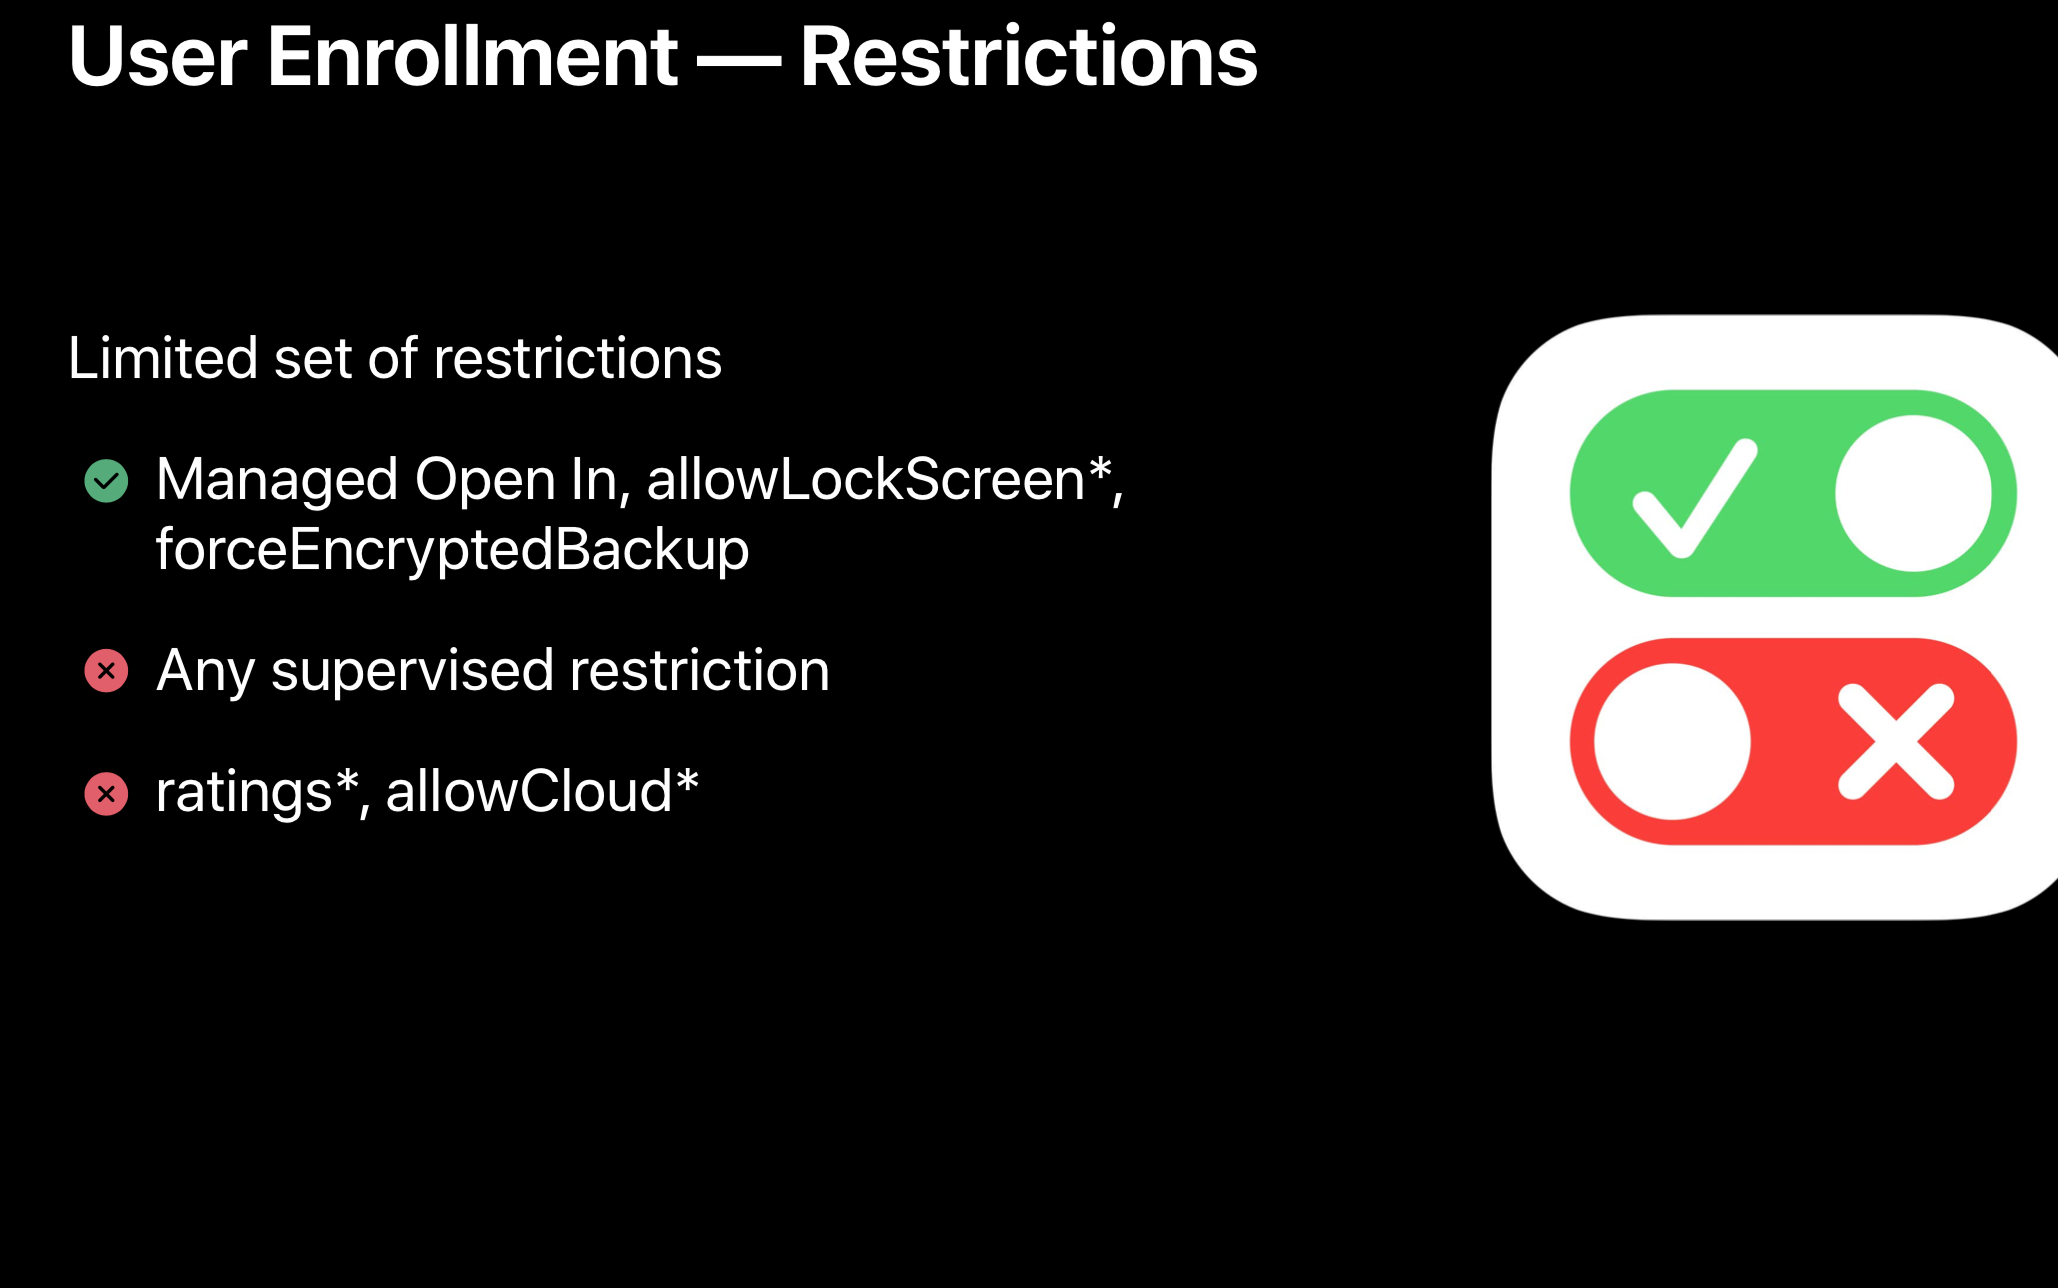 User Enrollment — Restrictions
Limited set of restrictions
Managed Open In, allowLockScreen*,
forceEncryptedBackup
Any supervised restriction
ratings*, allowCloud*